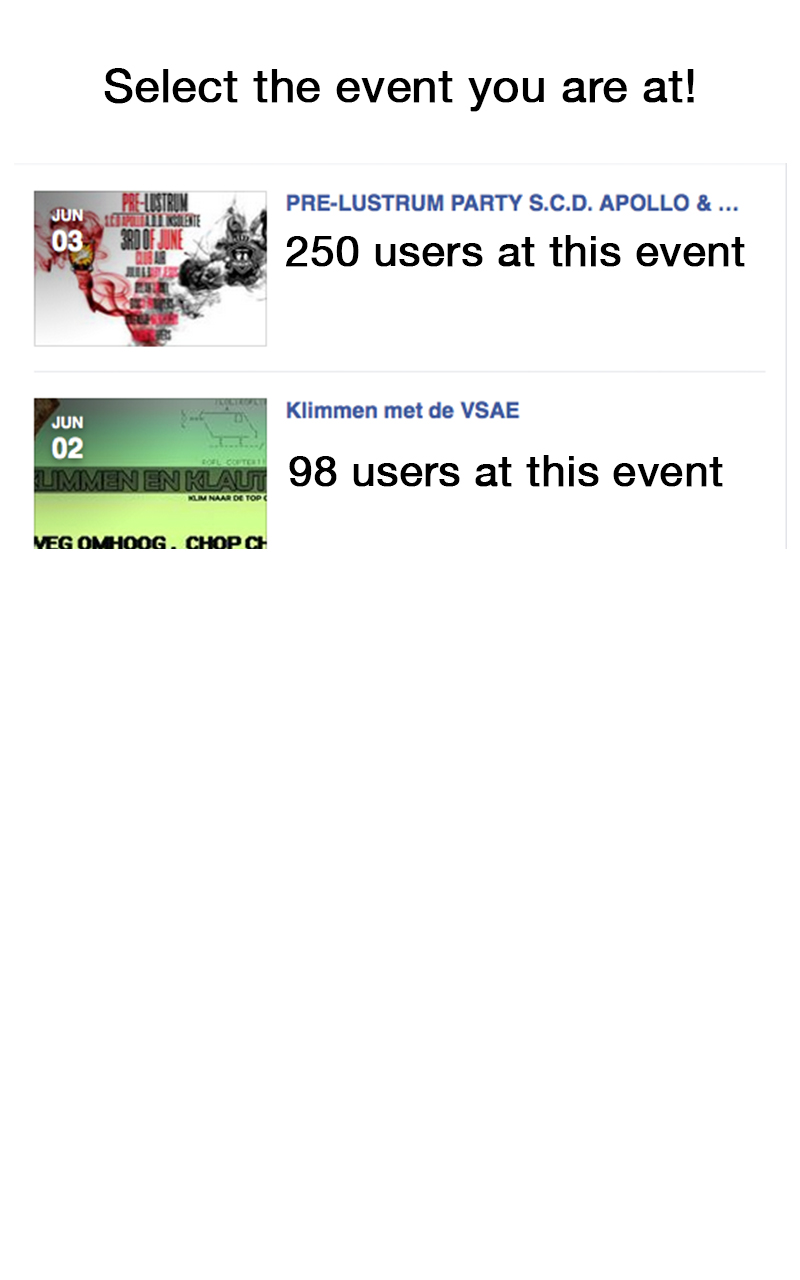 Select the event you are at!
JUN
03
PRE-LUSTRUM
S.C.D APOLLO A.D.D. INSOLENTE
3RD OF JUNE
CLUB AIR
PRE-LUSTRUM PARTY S.C.D. APOLLO & ...
250 users at this event
JUN
02
KLIMMEN EN KLAUT
KLIM NAAR DE TOP
WEG OMHOOG . CHOP CH
Klimmen met de VSAE
98 users at this event